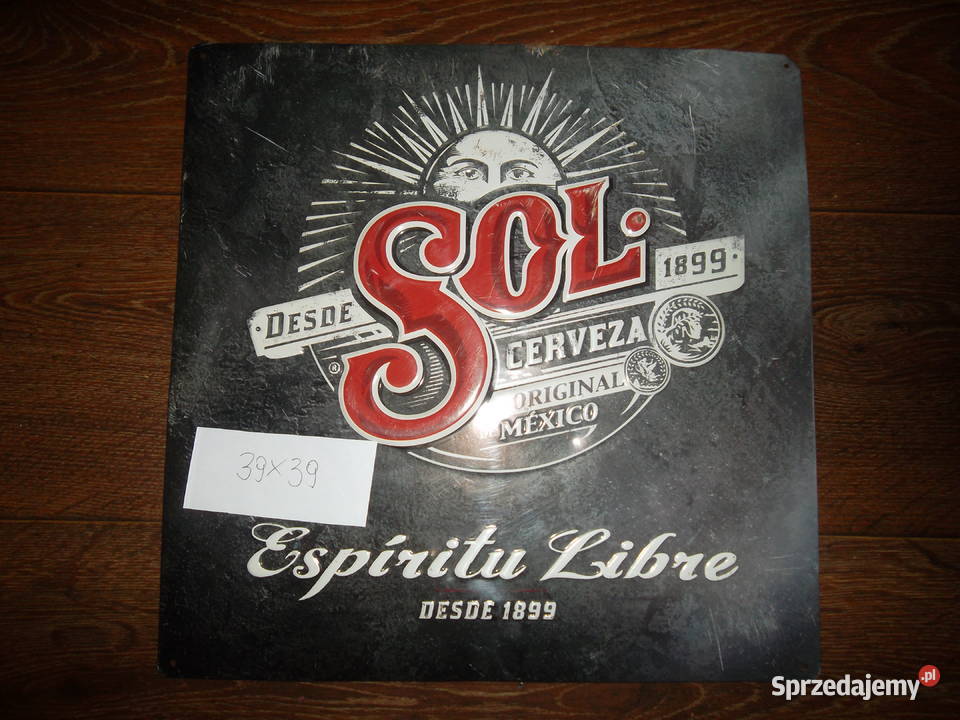 SOL.
DESDE
1899
®
CERVEZA
ORIGINAL
MÉXICO
39×39
Espíritu Libre
DESDE 1899
Sprzedajemy.pl